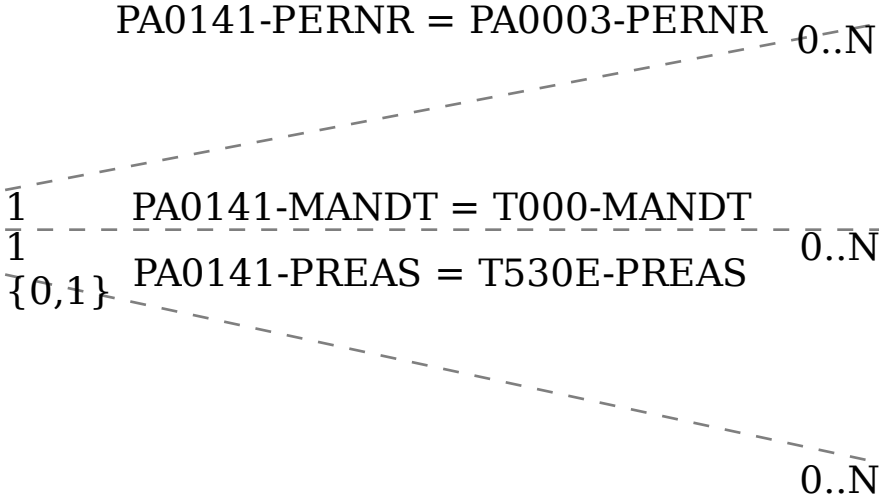 PA0141-PERNR = PA0003-PERNR
0..N
1
PA0141-MANDT = T000-MANDT
1
0..N
{0,1}
PA0141-PREAS = T530E-PREAS
0..N